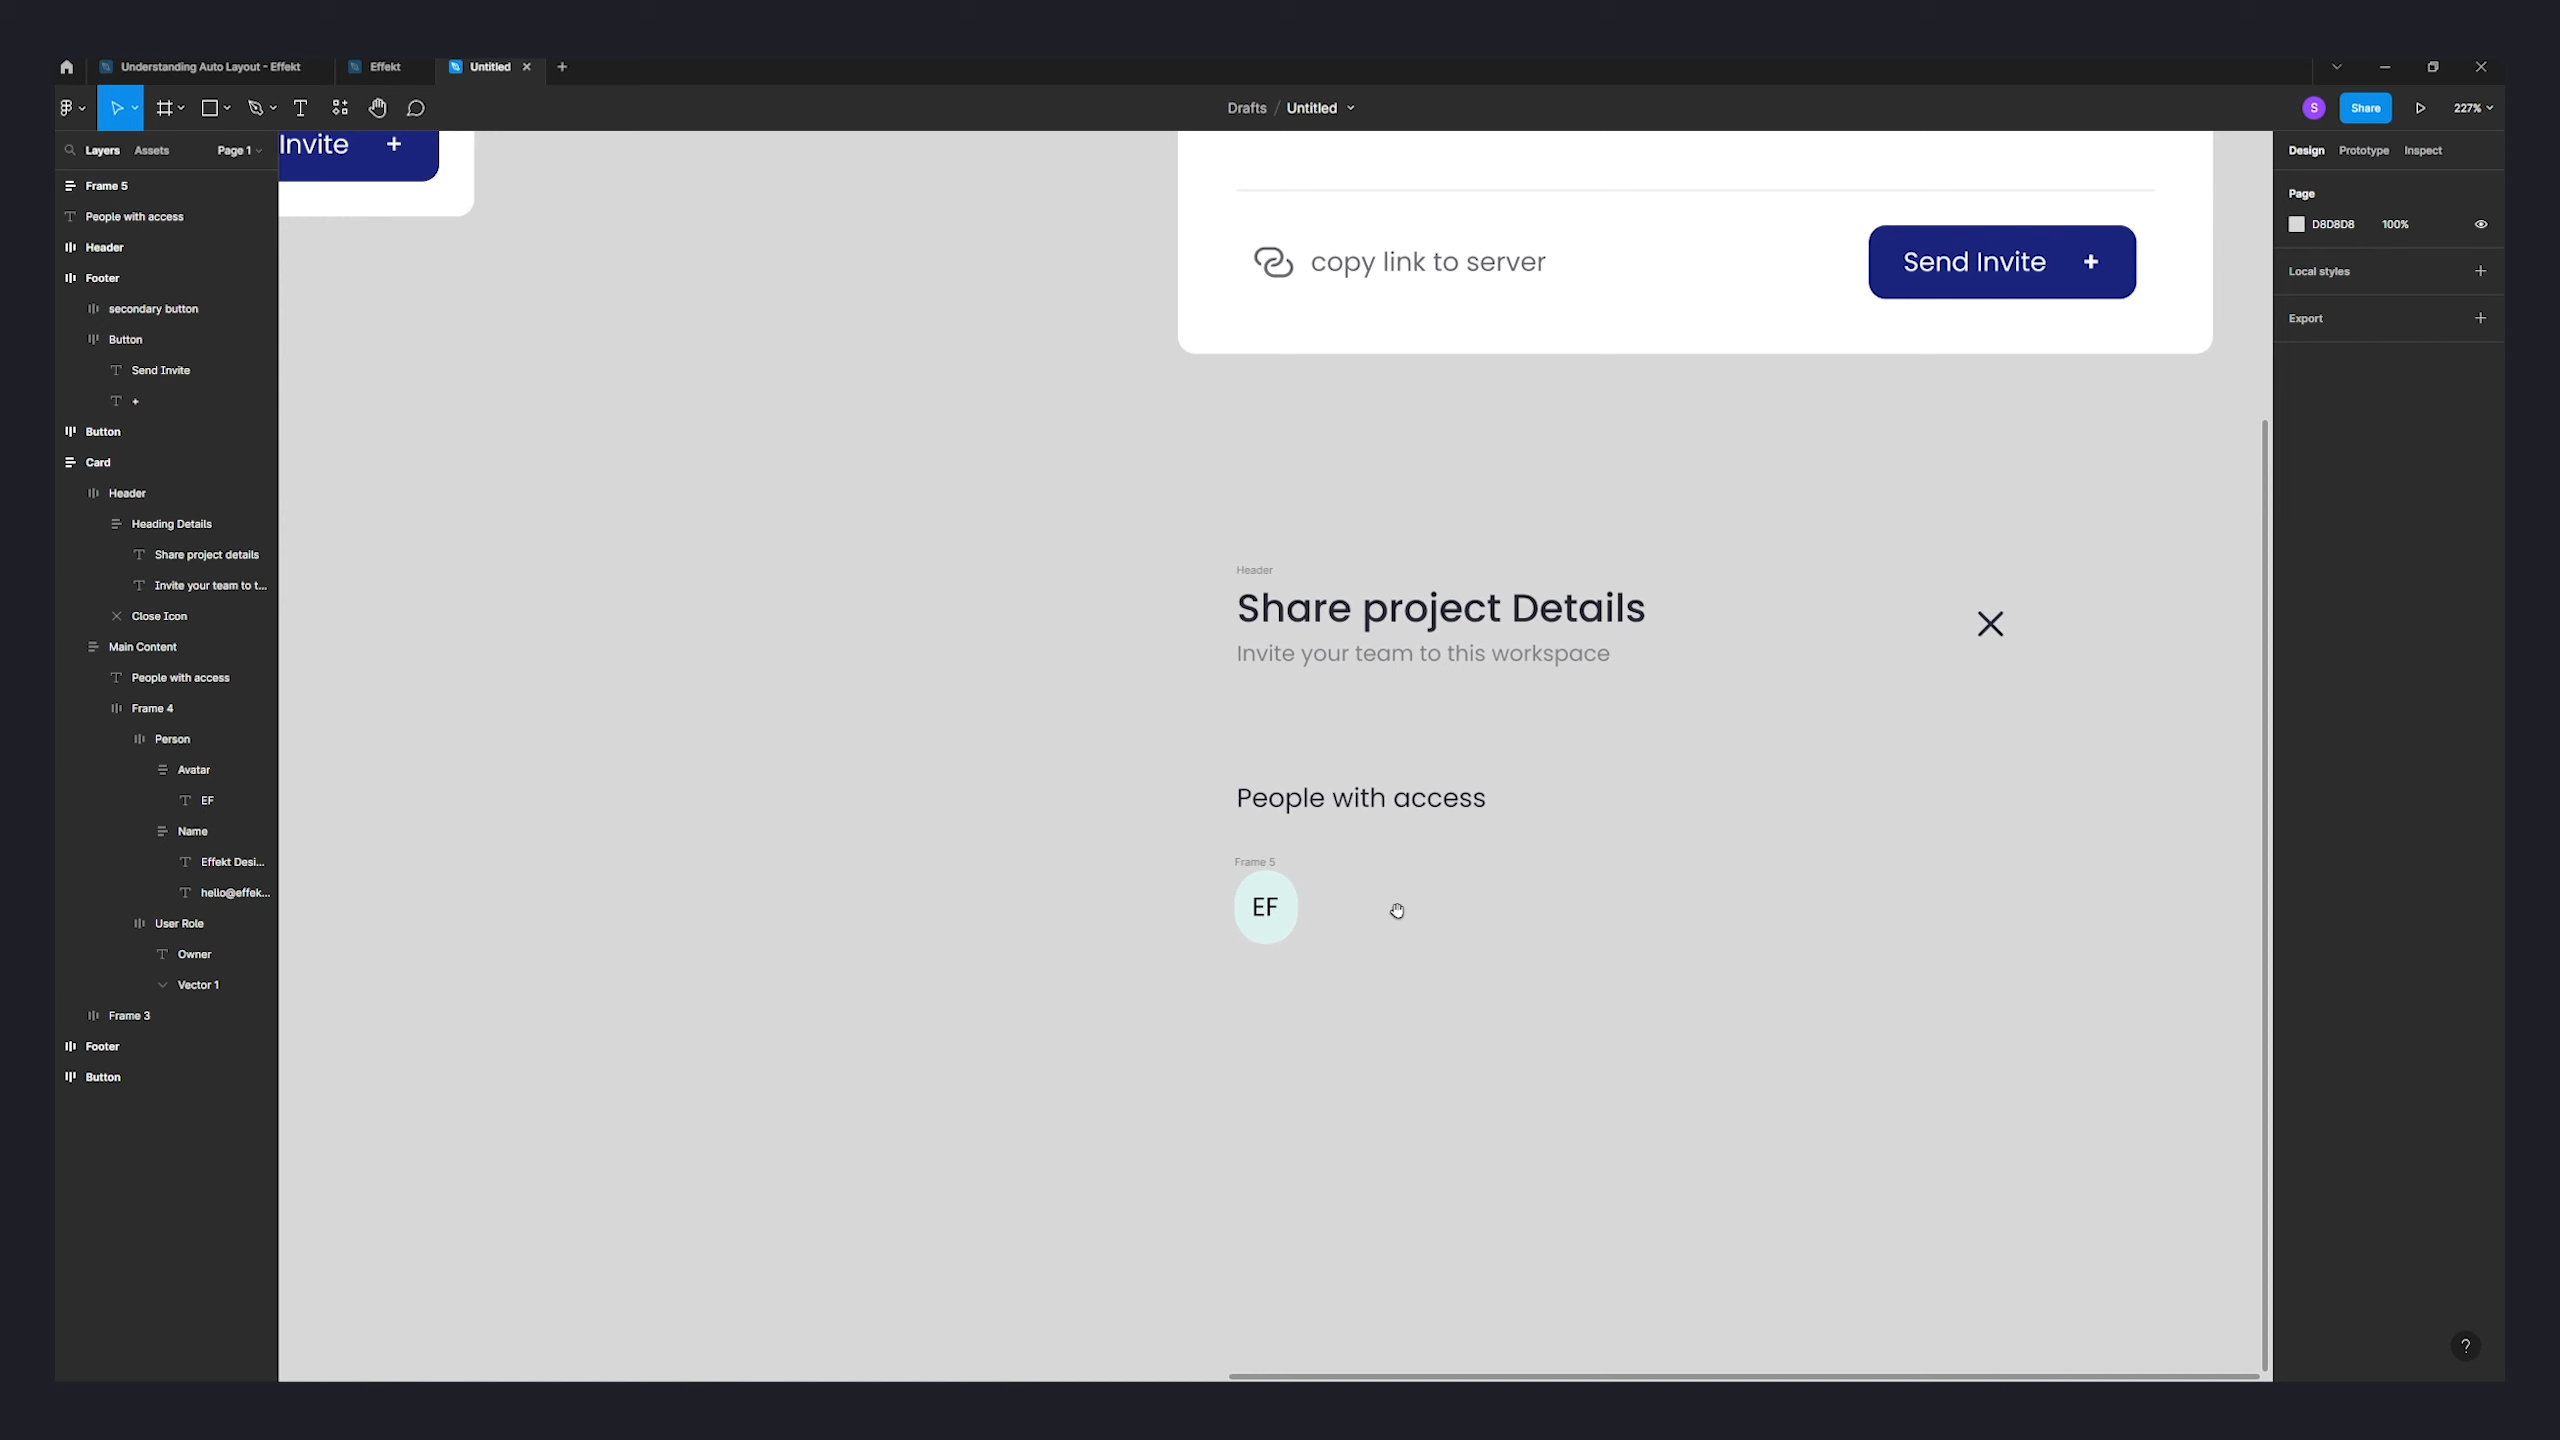 Understanding Auto Layout - Effekt
Effekt
Untitled
Drafts / Untitled
S
Share
227%
Layers
Assets
Page 1
Frame 5
People with access
Header
Footer
secondary button
Button
Send Invite
+
Button
Card
Header
Heading Details
Share project details
Invite your team to t...
Close Icon
Main Content
People with access
Frame 4
Person
Avatar
EF
Name
Effekt Desi...
hello@effek...
User Role
Owner
Vector 1
Frame 3
Footer
Button
Invite +
copy link to server
Send Invite +
Header
Share project Details
Invite your team to this workspace
People with access
Frame 5
EF
Design
Prototype
Inspect
Page
D8D8D8
100%
Local styles
Export
?